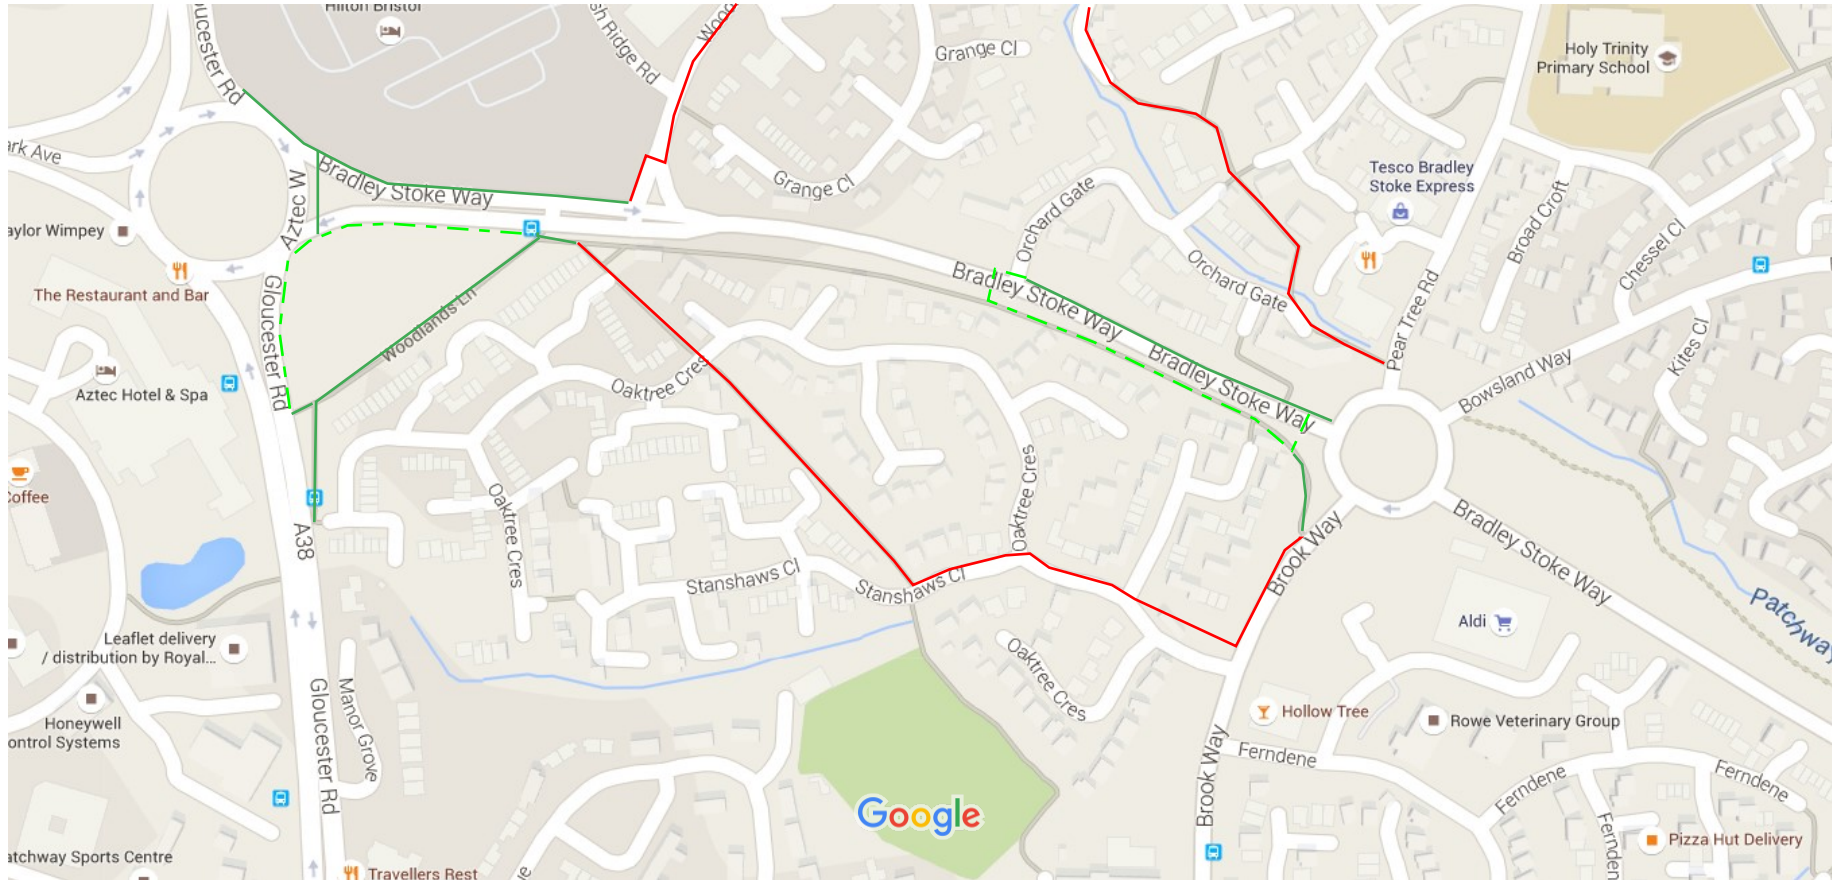 Hilton Bristol
oucester Rd
sh Ridge Rd
Woo
Grange Cl
Holy Trinity
Primary School
ark Ave
Bradley Stoke Way
Grange Cl
Tesco Bradley
Stoke Express
Aztec W
aylor Wimpey
Orchard Gate
Broad Croft
Chessel Cl
The Restaurant and Bar
Gloucester Rd
Woodlands Ln
Bradley Stoke Way
Orchard Gate
Pear Tree Rd
Bradley Stoke Way
Kites Cl
Bowsland Way
Aztec Hotel & Spa
Oaktree Cres
Coffee
Oaktree Cres
Oaktree Cres
A38
Brook Way
Bradley Stoke Way
Stanshaws Cl
Stanshaws Cl
Patchway
Aldi
Leaflet delivery
/ distribution by Royal...
Oaktree Cres
Manor Grove
Gloucester Rd
Honeywell
ontrol Systems
Hollow Tree
Rowe Veterinary Group
Brook Way
Ferndene
Ferndene
Ferndene
Fernden
Google
Pizza Hut Delivery
atchway Sports Centre
Travellers Rest